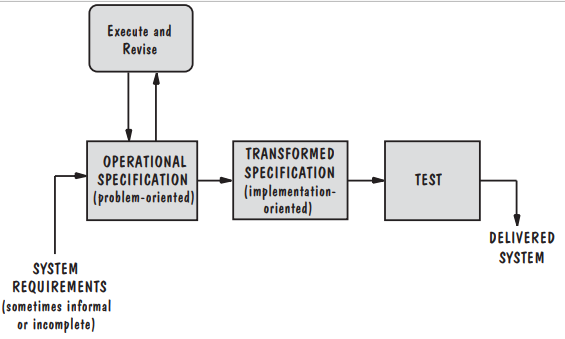 Execute and
Revise
OPERATIONAL
SPECIFICATION
(problem-oriented)
TRANSFORMED
SPECIFICATION
(implementation-
oriented)
TEST
DELIVERED
SYSTEM
SYSTEM
REQUIREMENTS
(sometimes informal
or incomplete)